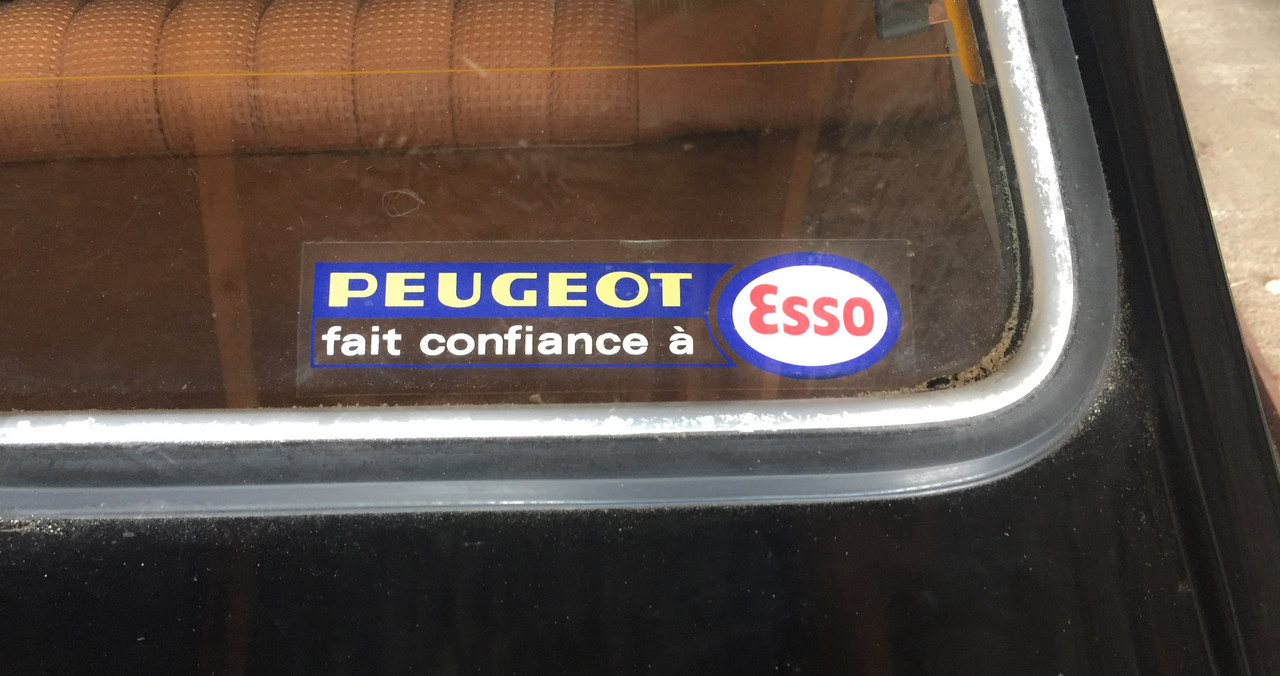 PEUGEOT
fait confiance à
Esso